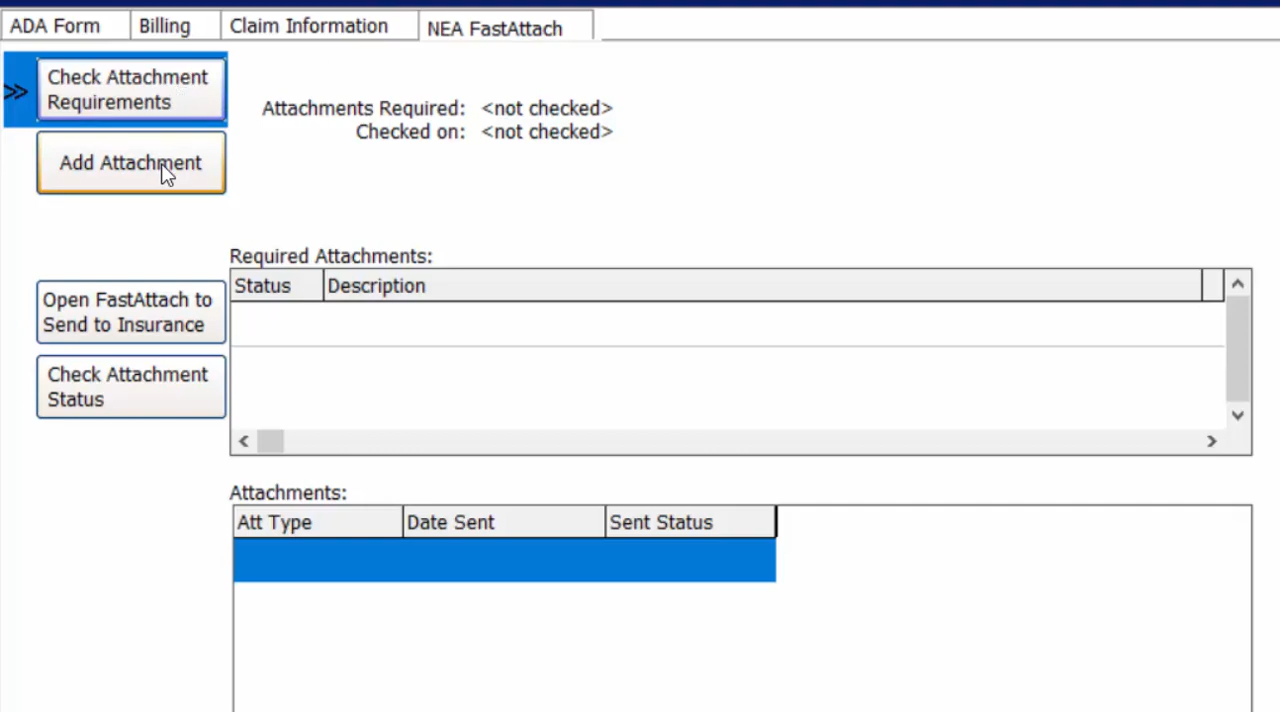 ADA Form Billing Claim Information NEA FastAttach
>> Check Attachment
Requirements
Attachments Required: <not checked>
Checked on: <not checked>
Add Attachment
Required Attachments:
Status Description
Open FastAttach to
Send to Insurance
Check Attachment
Status
Attachments:
Att Type Date Sent Sent Status